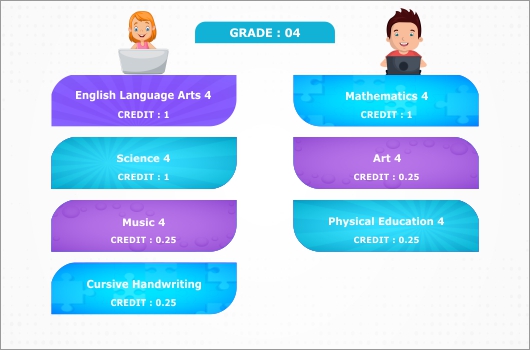 GRADE : 04
English Language Arts 4
CREDIT : 1
Mathematics 4
CREDIT : 1
Science 4
CREDIT : 1
Art 4
CREDIT : 0.25
Music 4
CREDIT : 0.25
Physical Education 4
CREDIT : 0.25
Cursive Handwriting
CREDIT : 0.25